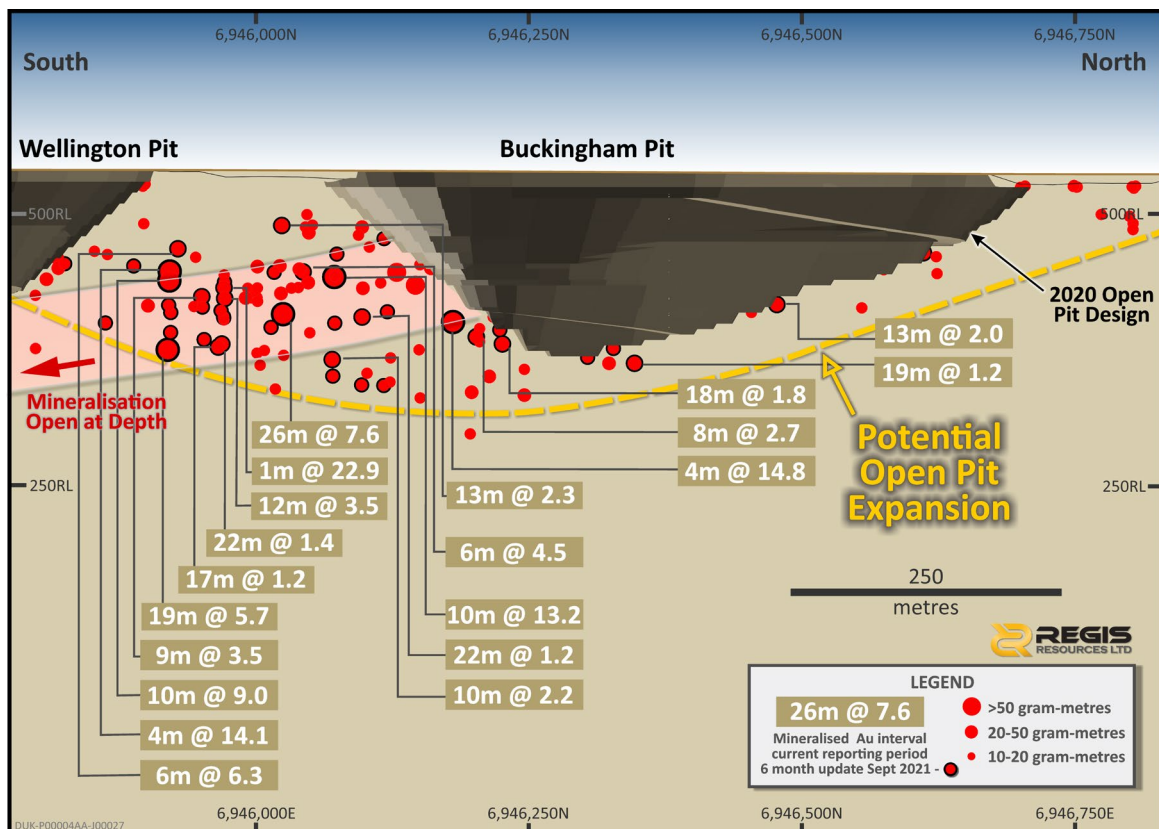 6,946,000N
6,946,250N
6,946,500N
6,946,750N
South
North
Wellington Pit
Buckingham Pit
500RL
500RL
2020 Open
Pit Design
13m @ 2.0
19m @ 1.2
Mineralisation
Open at Depth
18m @ 1.8
8m @ 2.7
4m @ 14.8
Potential
Open Pit
Expansion
26m @ 7.6
1m @ 22.9
12m @ 3.5
22m @ 1.4
17m @ 1.2
19m @ 5.7
9m @ 3.5
10m @ 9.0
4m @ 14.1
6m @ 6.3
13m @ 2.3
6m @ 4.5
10m @ 13.2
22m @ 1.2
10m @ 2.2
250RL
250RL
250
metres
REGIS
RESOURCES LTD
LEGEND
26m @ 7.6
Mineralised Au interval
current reporting period
6 month update Sept 2021 -
>50 gram-metres
20-50 gram-metres
10-20 gram-metres
DUK-P00004AA-J00027
6,946,000E
6,946,250E
6,946,500E
6,946,750E